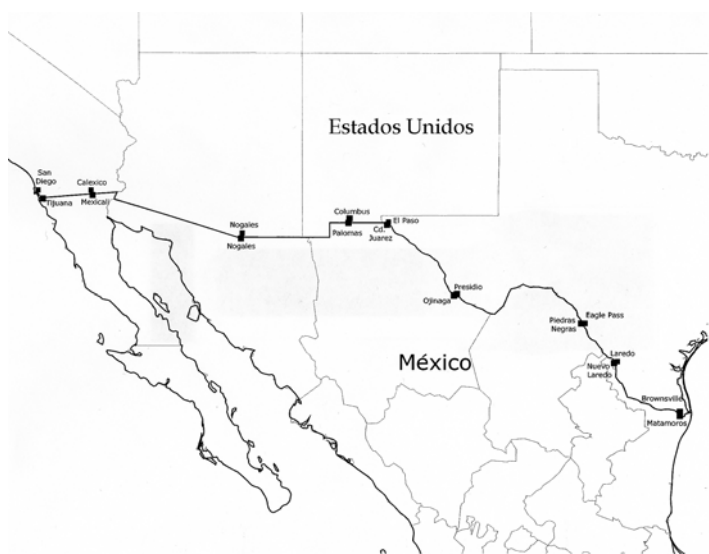 Estados Unidos
San
Diego
Tijuana
Calexico
Mexicali
Nogales
Nogales
Columbus
Palomas
El Paso
Cd.
Juarez
Presidio
Ojinaga
Eagle Pass
Piedras
Negras
México
Laredo
Nuevo
Laredo
Brownsville
Matamoros